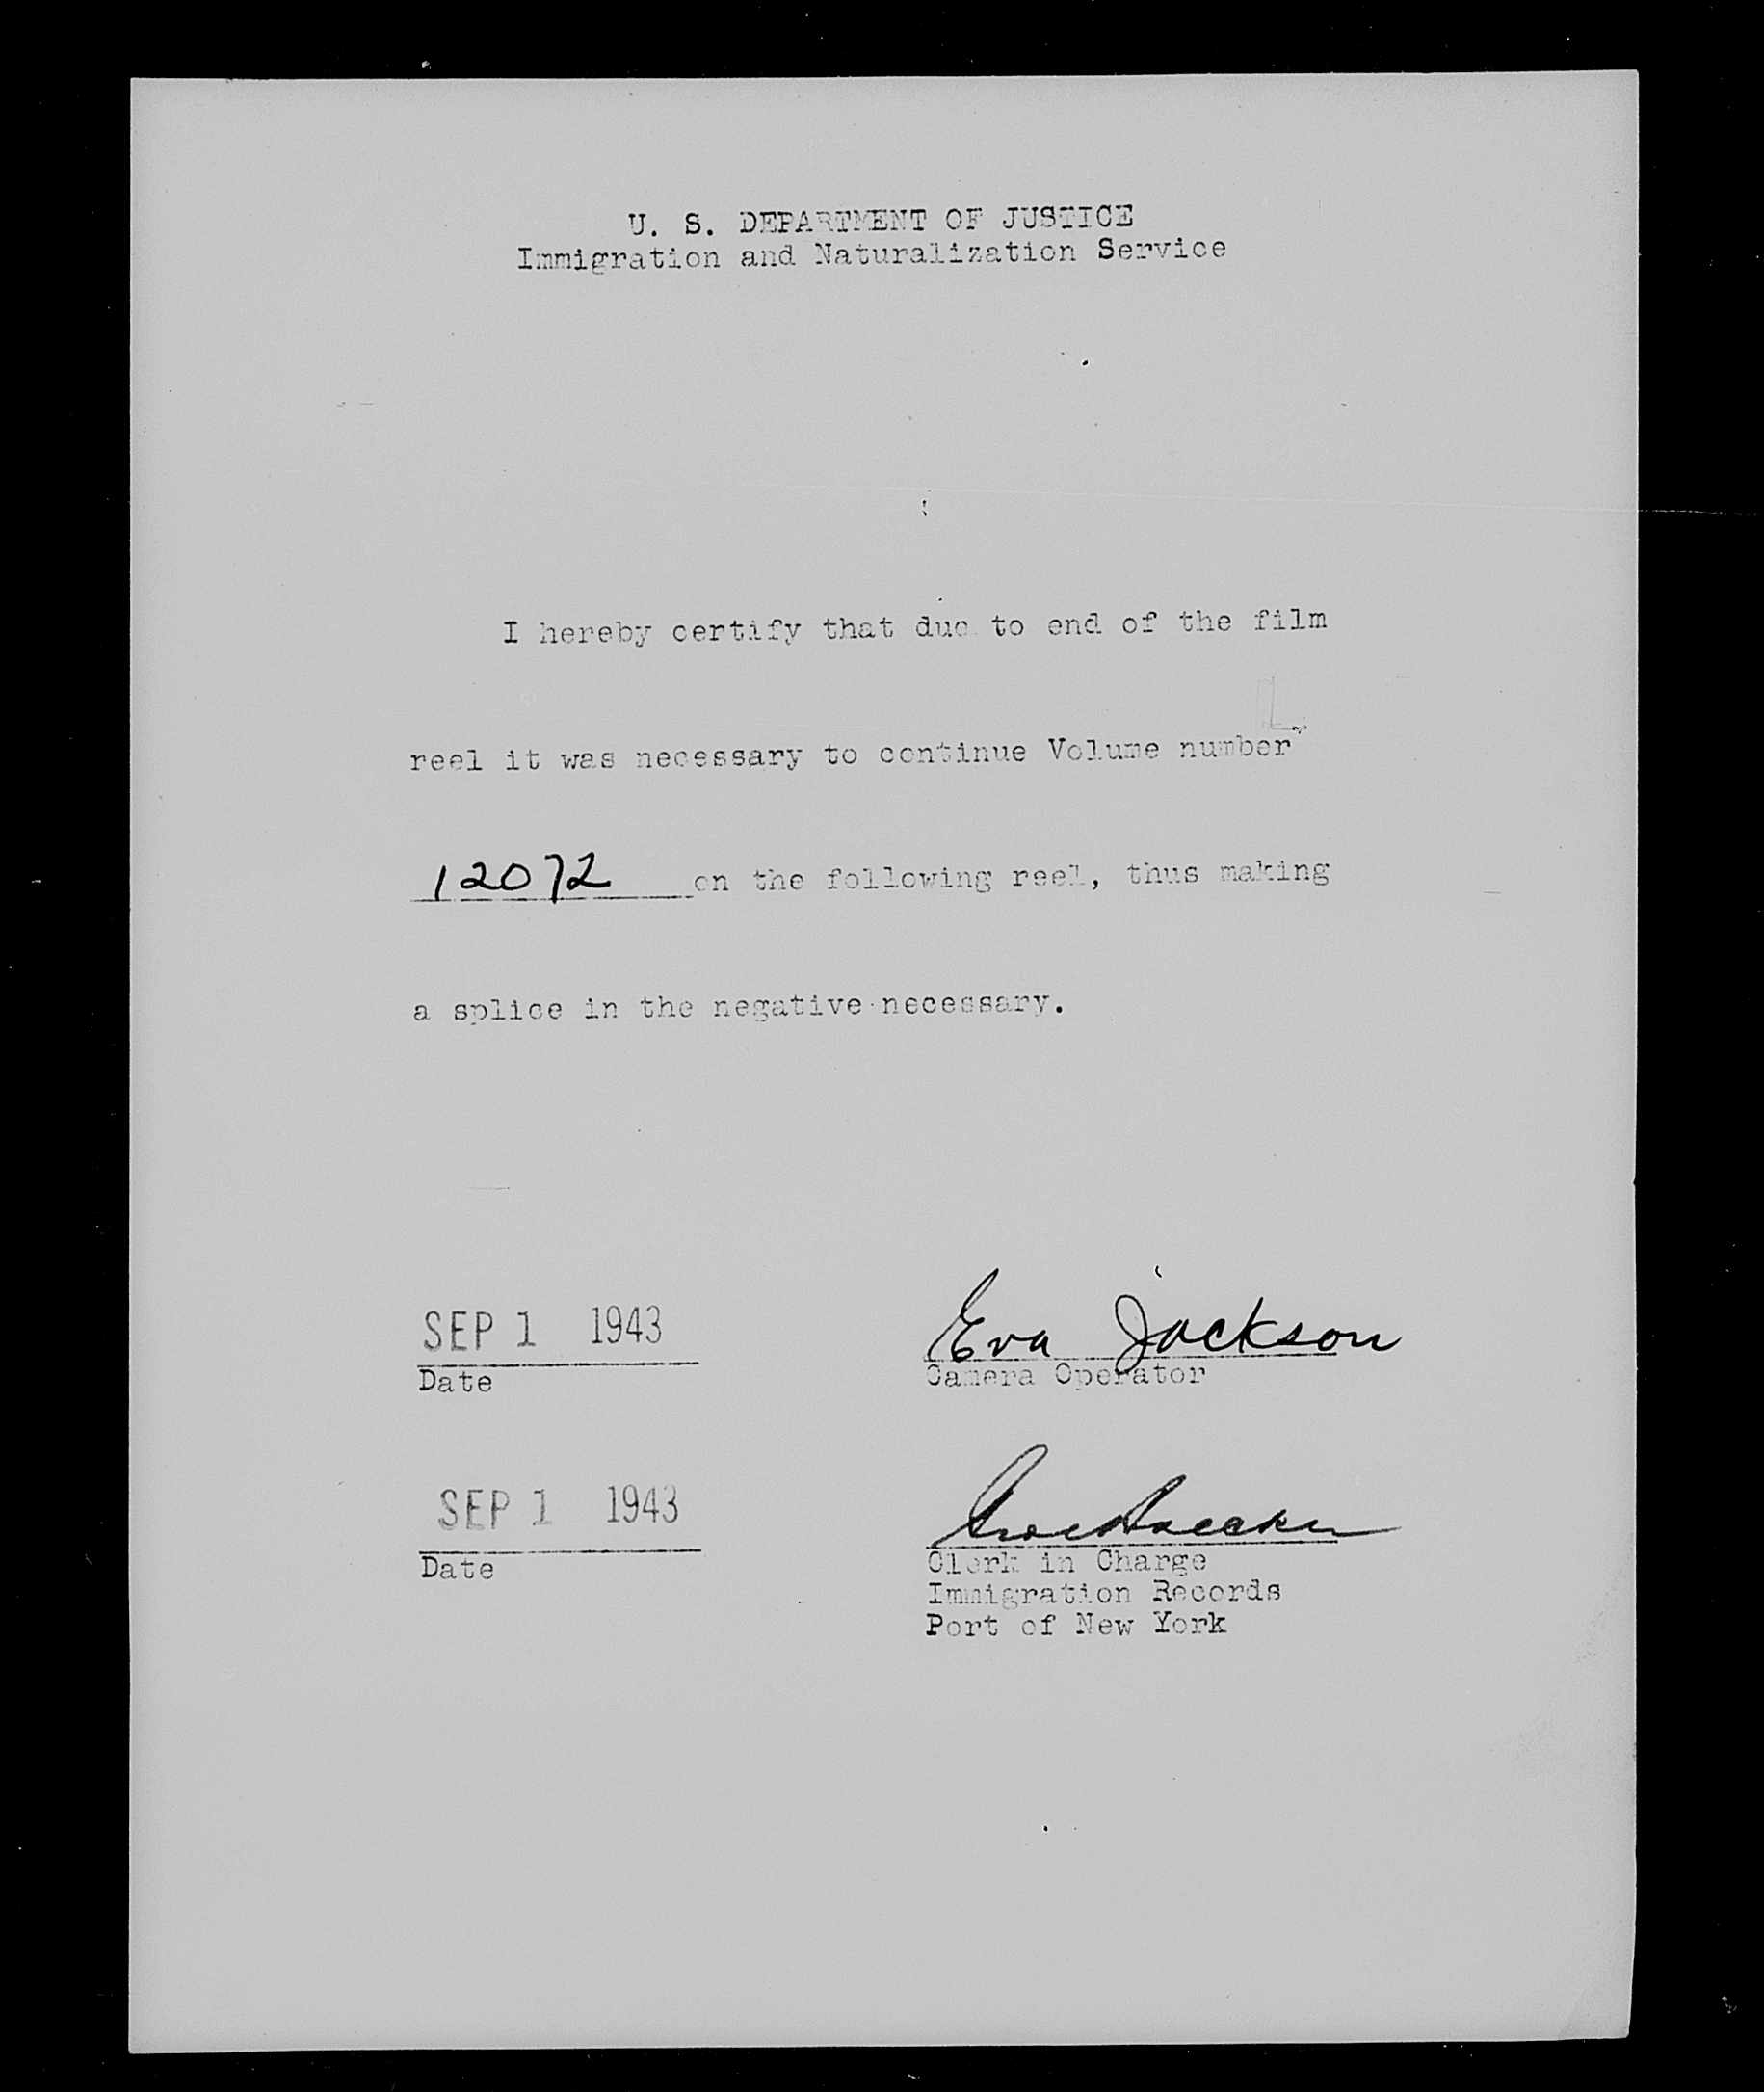 U. S. DEPARTMENT OF JUSTICE
Immigration and Naturalization Service
I hereby certify that due to end of the film
reel it was necessary to continue Volume number
12072 on the following reel, thus making
a splice in the negative necessary.
SEP 1 1943
Date
Eva Jackson
Camera Operator
SEP 1 1943
Date
Clerk in Charge
Immigration Records
Port of New York